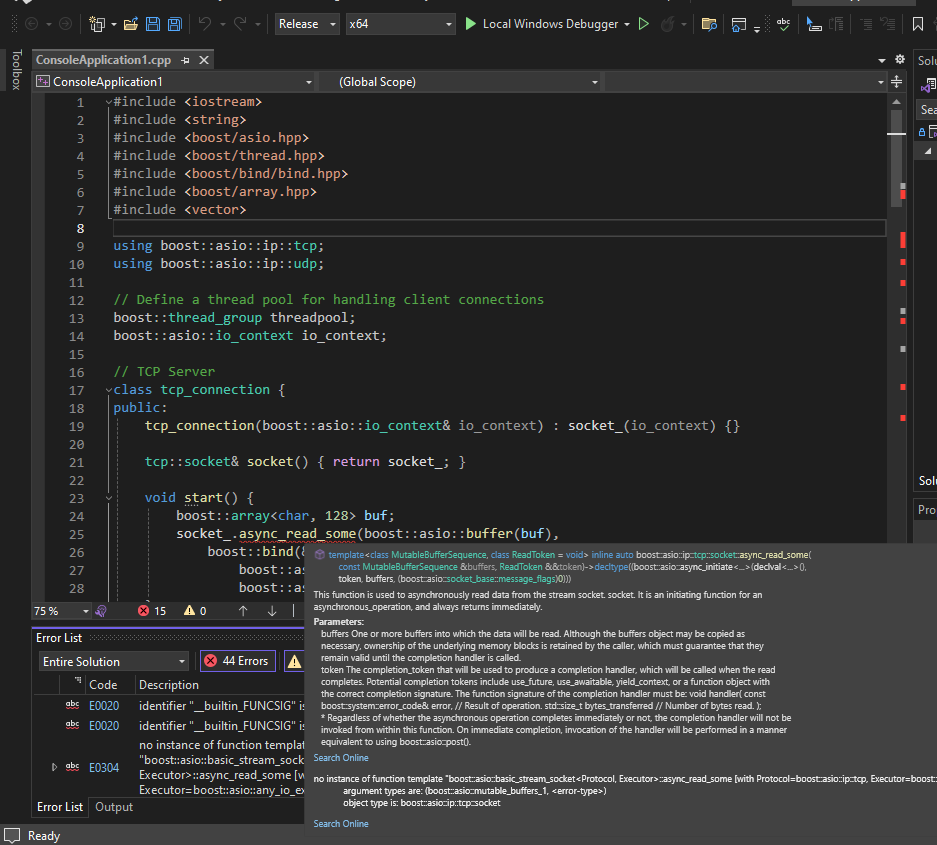 Release
x64
Local Windows Debugger
abc
Toolbox
ConsoleApplication1.cpp
Solu
ConsoleApplication1
(Global Scope)
Sea
1 #include <iostream>
2 #include <string>
3 #include <boost/asio.hpp>
4 #include <boost/thread.hpp>
5 #include <boost/bind/bind.hpp>
6 #include <boost/array.hpp>
7 #include <vector>
8
9 using boost::asio::ip::tcp;
10 using boost::asio::ip::udp;
11
12 // Define a thread pool for handling client connections
13 boost::thread_group threadpool;
14 boost::asio::io_context io_context;
15
16 // TCP Server
17 class tcp_connection {
18 public:
19 tcp_connection(boost::asio::io_context& io_context) : socket_(io_context) {}
20
21 tcp::socket& socket() { return socket_; }
22
23 void start() {
24 boost::array<char, 128> buf;
25 socket_.async_read_some(boost::asio::buffer(buf),
26 boost::bind(&
27 boost::as
28 boost::as
Solu
Pro
template<class MutableBufferSequence, class ReadToken = void> inline auto boost::asio::ip::tcp::socket::async_read_some(
const MutableBufferSequence &buffers, ReadToken &&token)->decltype((boost::asio::async_initiate<...>(declval<...>(),
token, buffers, (boost::asio::socket_base::message_flags)0)))
This function is used to asynchronously read data from the stream socket. socket. It is an initiating function for an
asynchronous_operation, and always returns immediately.
Parameters:
buffers One or more buffers into which the data will be read. Although the buffers object may be copied as
necessary, ownership of the underlying memory blocks is retained by the caller, which must guarantee that they
remain valid until the completion handler is called.
token The completion_token that will be used to produce a completion handler, which will be called when the read
completes. Potential completion tokens include use_future, use_awaitable, yield_context, or a function object with
the correct completion signature. The function signature of the completion handler must be: void handler( const
boost::system::error_code& error, // Result of operation. std::size_t bytes_transferred // Number of bytes read. );
* Regardless of whether the asynchronous operation completes immediately or not, the completion handler will not be
invoked from within this function. On immediate completion, invocation of the handler will be performed in a manner
equivalent to using boost::asio::post().
Search Online
no instance of function template "boost::asio::basic_stream_socket<Protocol, Executor>::async_read_some [with Protocol=boost::asio::ip::tcp, Executor=boost::
argument types are: (boost::asio::mutable_buffers_1, <error-type>)
object type is: boost::asio::ip::tcp::socket
Search Online
75 %
15
0
Error List
Entire Solution
44 Errors
Code
Description
abc E0020 identifier "__builtin_FUNCSIG" is
abc E0020 identifier "__builtin_FUNCSIG" is
no instance of function templat
"boost::asio::basic_stream_sock
abc E0304 Executor>::async_read_some [w
Executor=boost::asio::any_io_ex
Error List
Output
Ready